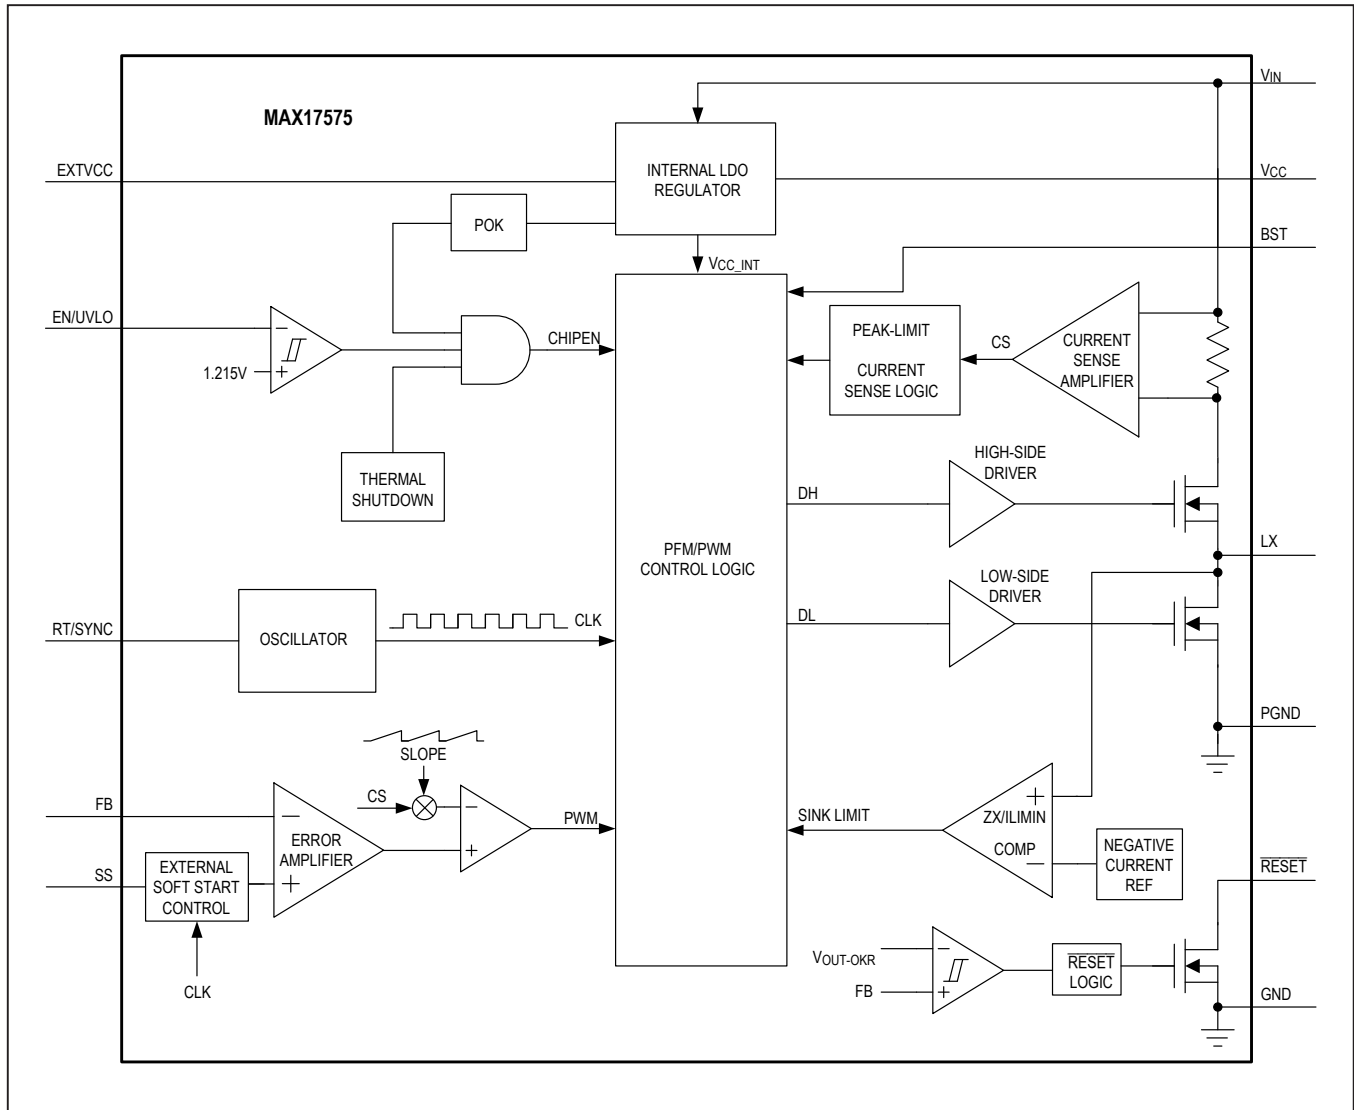 MAX17575
VIN
EXTVCC
INTERNAL LDO
REGULATOR
VCC
POK
BST
VCC_INT
EN/UVLO
−
1.215V
+
CHIPEN
PEAK-LIMIT
CURRENT
SENSE LOGIC
CS
CURRENT
SENSE
AMPLIFIER
THERMAL
SHUTDOWN
HIGH-SIDE
DRIVER
DH
LX
PFM/PWM
CONTROL LOGIC
LOW-SIDE
DRIVER
DL
RT/SYNC
OSCILLATOR
CLK
PGND
SLOPE
CS
−
+
PWM
FB
−
ERROR
AMPLIFIER
+
SS
EXTERNAL
SOFT START
CONTROL
CLK
SINK LIMIT
+
ZX/ILIMIN
COMP
−
NEGATIVE
CURRENT
REF
RESET
VOUT-OKR
−
FB
+
RESET
LOGIC
GND